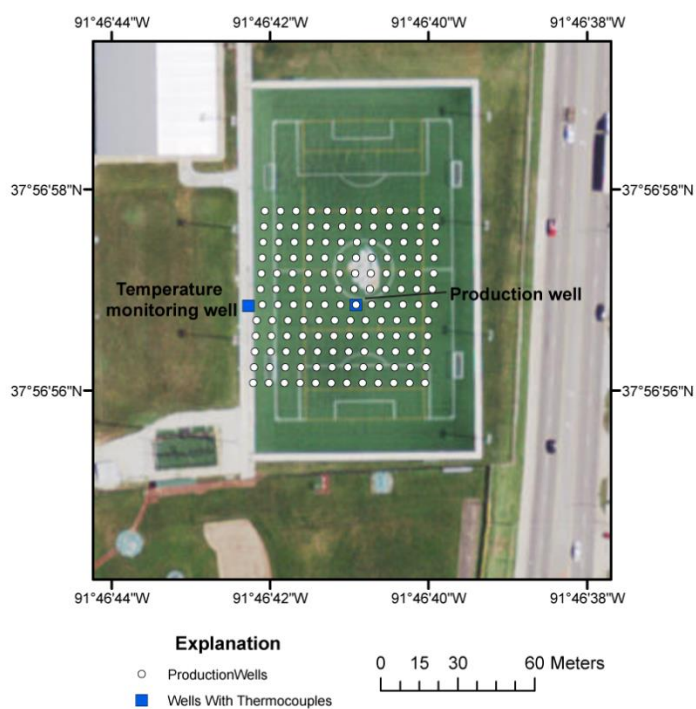 91°46'44"W 91°46'42"W 91°46'40"W 91°46'38"W
37°56'58"N 37°56'58"N
Temperature
monitoring well
Production well
37°56'56"N 37°56'56"N
91°46'44"W 91°46'42"W 91°46'40"W 91°46'38"W
Explanation
ProductionWells
Wells With Thermocouples
0 15 30 60 Meters